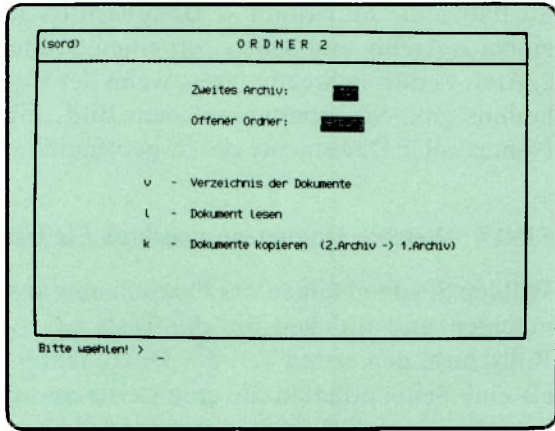 (sord) ORDNER 2
Zweites Archiv:
Offener Ordner:
v - Verzeichnis der Dokumente
l - Dokument lesen
k - Dokumente kopieren (2.Archiv -> 1.Archiv)
Bitte waehlen! >